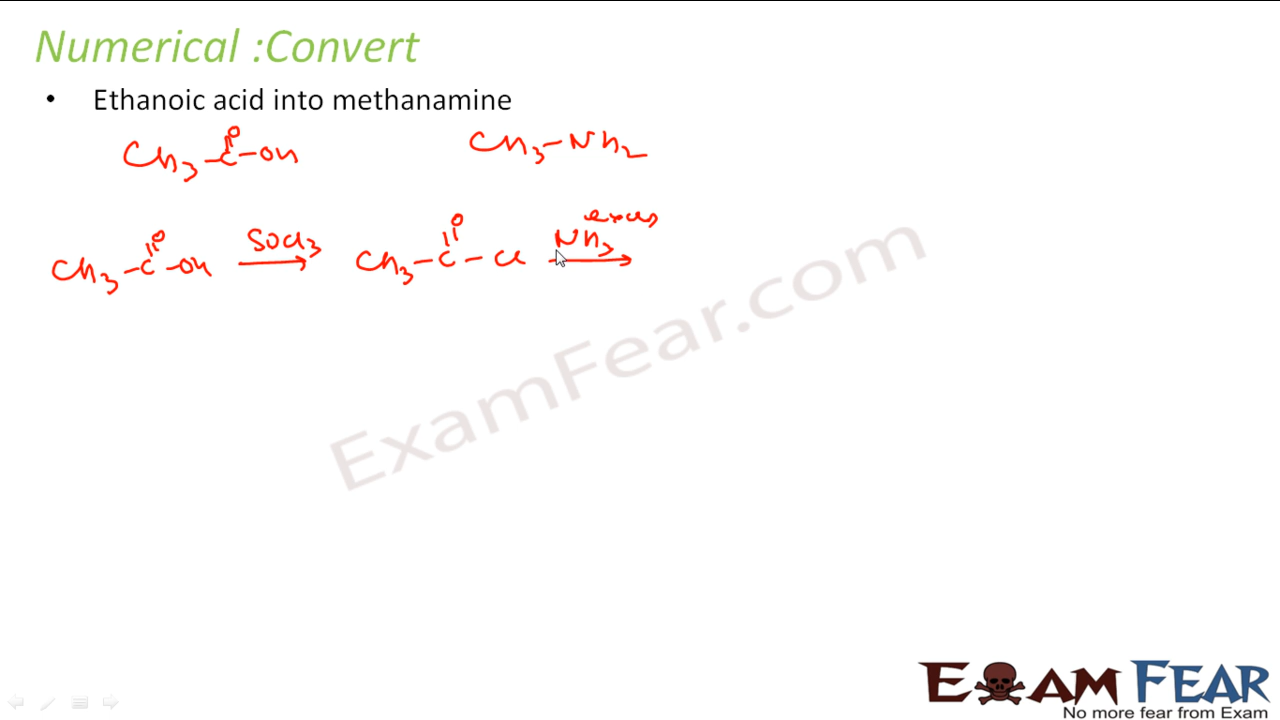 Numerical :Convert
• Ethanoic acid into methanamine
CH3-C(=O)-OH CH3-NH2
CH3-C(=O)-OH SOCl3 CH3-C(=O)-Cl NH3 excess
ExamFear.com
EXAM FEAR
No more fear from Exam